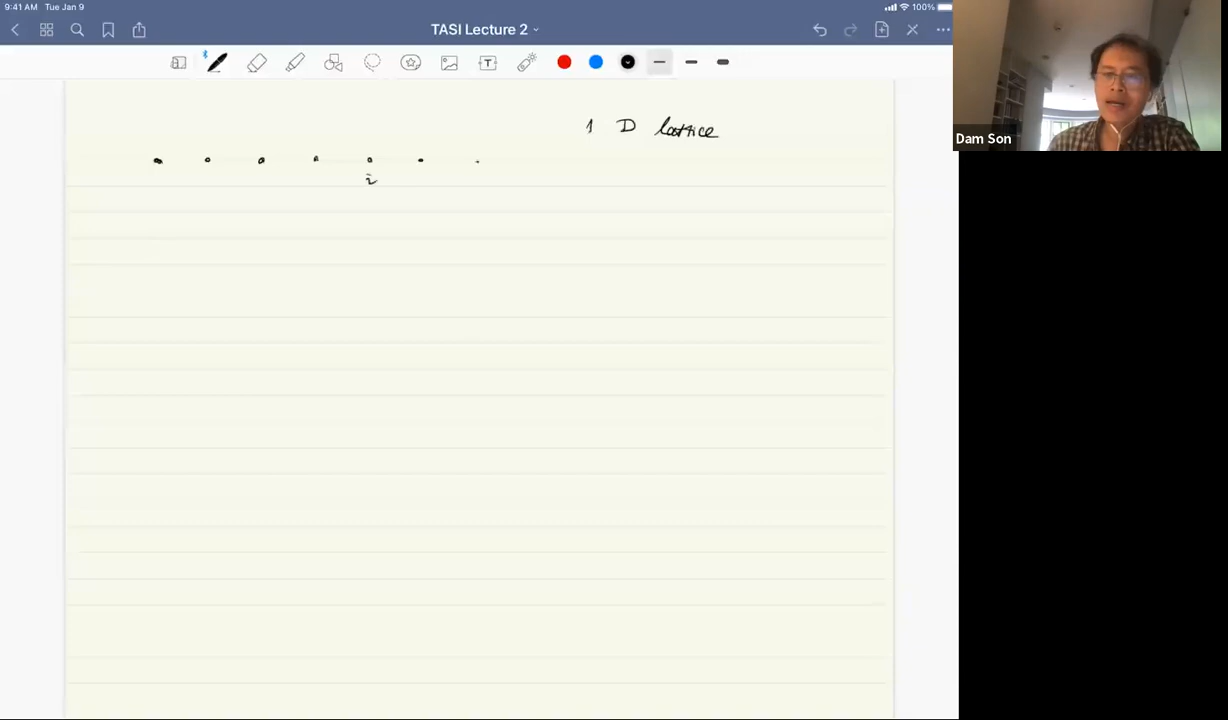 9:41 AM Tue Jan 9
100%
TASI Lecture 2
T
1 D lattice
i
Dam Son